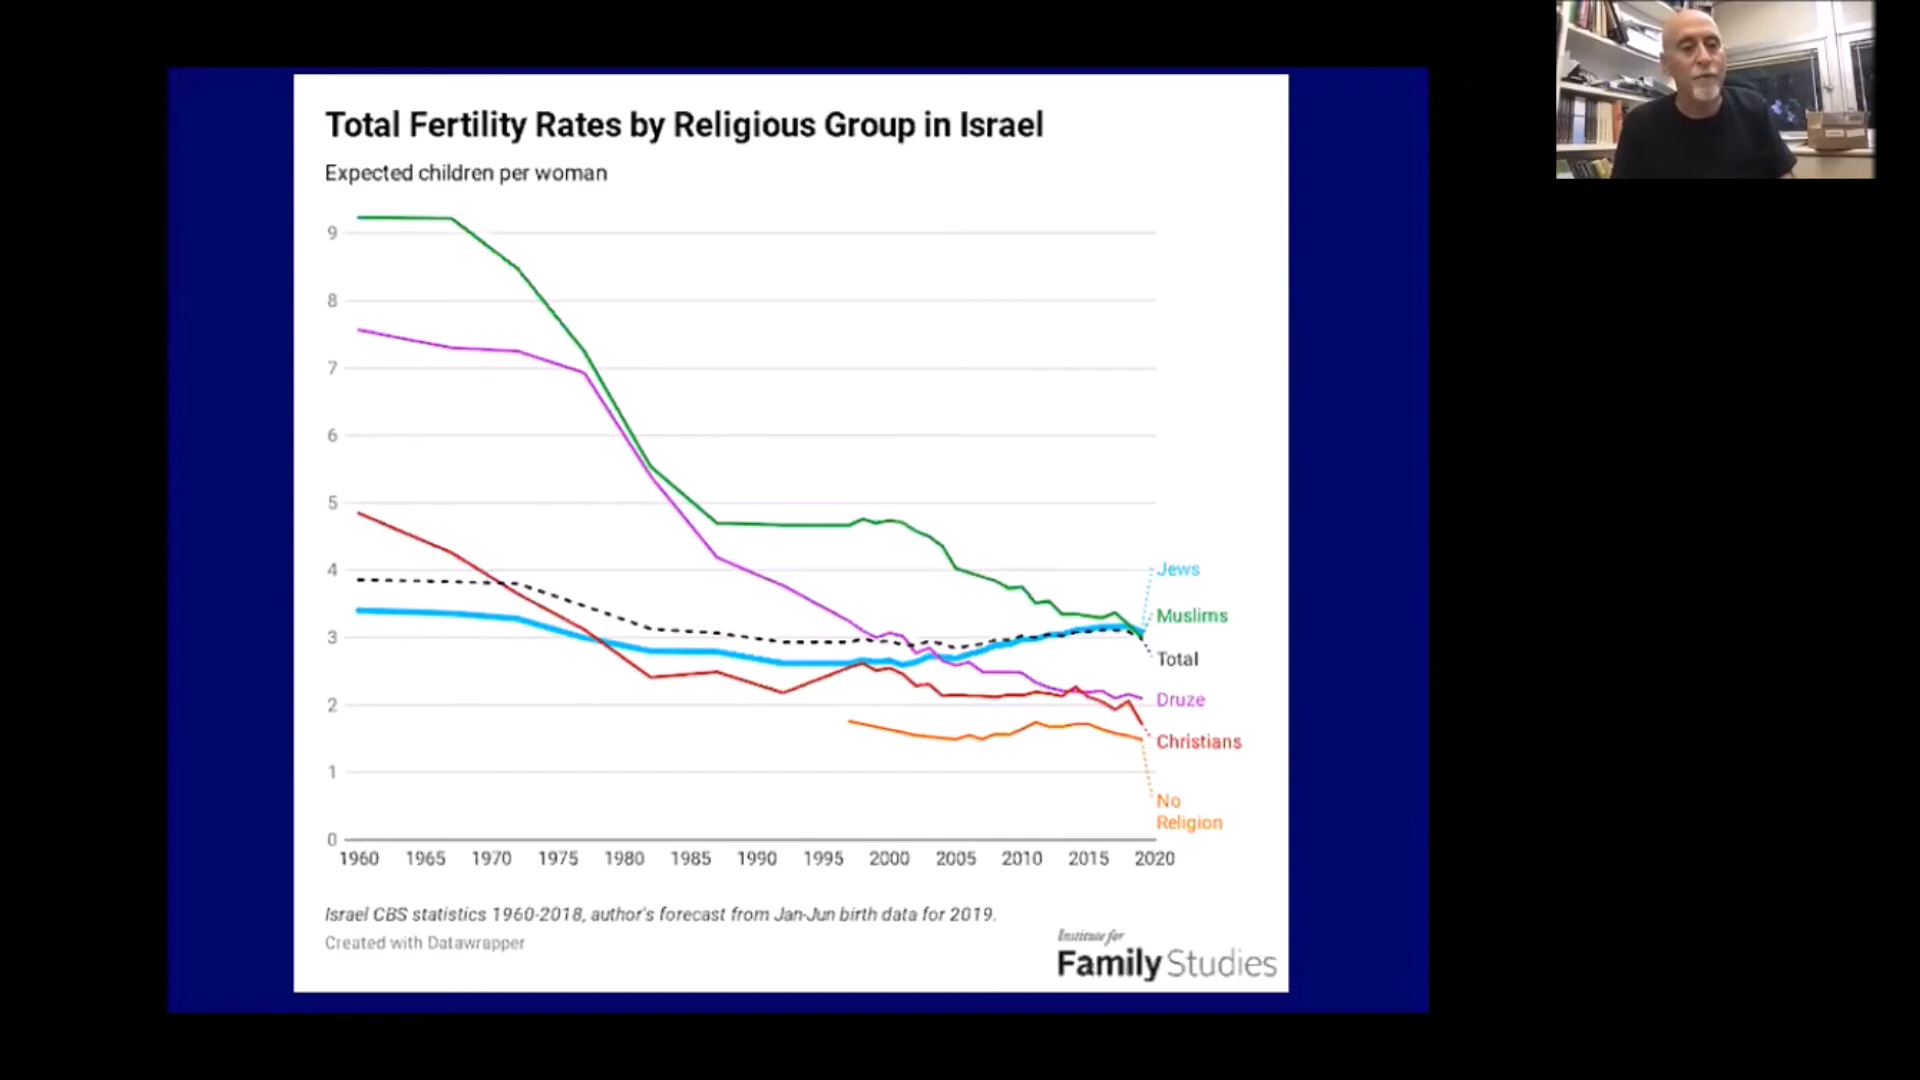 Total Fertility Rates by Religious Group in Israel
Expected children per woman
9
8
7
6
5
4
3
2
1
0
Jews
Muslims
Total
Druze
Christians
No
Religion
1960 1965 1970 1975 1980 1985 1990 1995 2000 2005 2010 2015 2020
Israel CBS statistics 1960-2018, author's forecast from Jan-Jun birth data for 2019.
Created with Datawrapper
Institute for
Family Studies